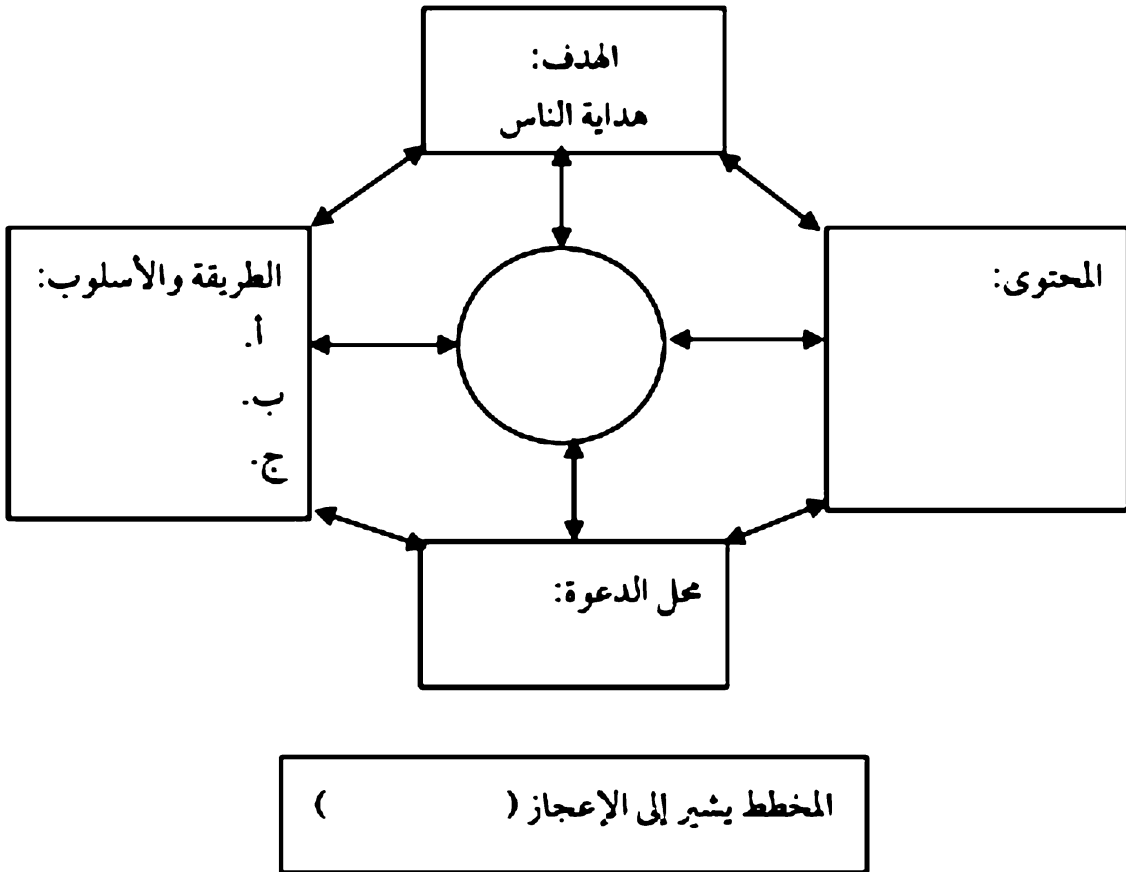 الهدف:
هداية الناس
المحتوى:
الطريقة والأسلوب:
أ.
ب.
ج.
محل الدعوة:
المخطط يشير إلى الإعجاز (               )